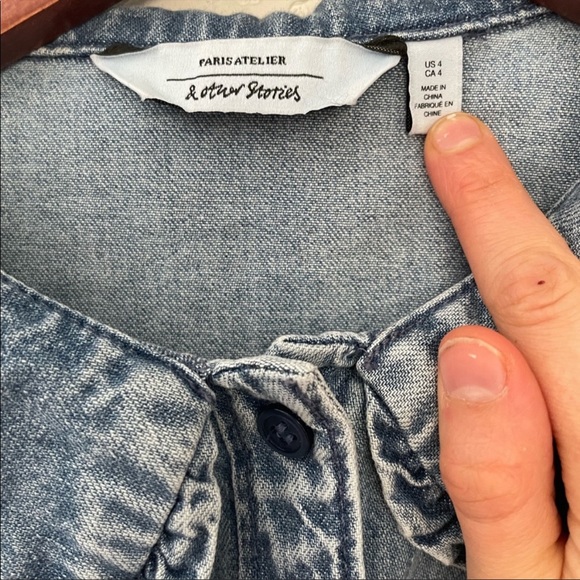 PARIS ATELIER
& other Stories
US 4
CA 4
MADE IN
CHINA
/FABRIQUÉ EN
CHINE